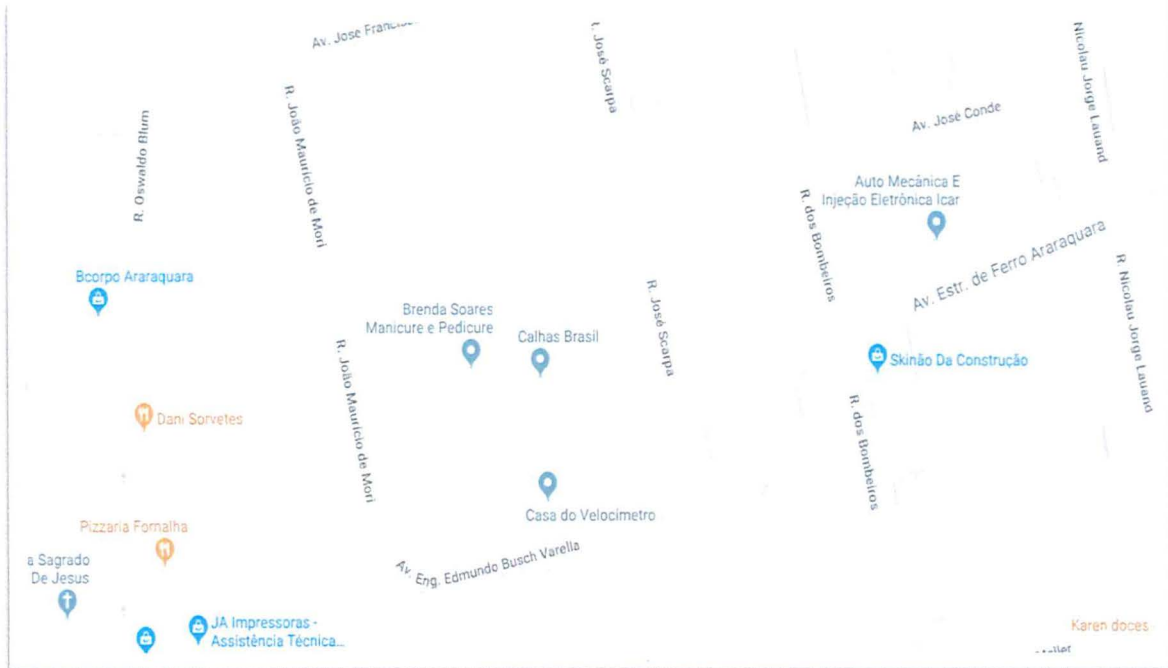 Av. José
José Scarpa
Nicolau Jorge Lauand
R. João Mauricio de Mori
R. Oswaldo Blum
Av. José Conde
Auto Mecânica E
Injeção Eletrônica Icar
R. dos Bombeiros
Av. Estr. de Ferro Araraquara
Bcorpo Araraquara
R. Nicolau Jorge Lauand
R. José Scarpa
Brenda Soares
Manicure e Pedicure
Calhas Brasil
R. João Mauricio de Mori
Skinão Da Construção
Dani Sorvetes
R. dos Bombeiros
Casa do Velocimetro
Pizzaria Fornalha
Av. Eng. Edmundo Busch Varella
a Sagrado
De Jesus
JA Impressoras -
Assistência Técnica...
Karen doces